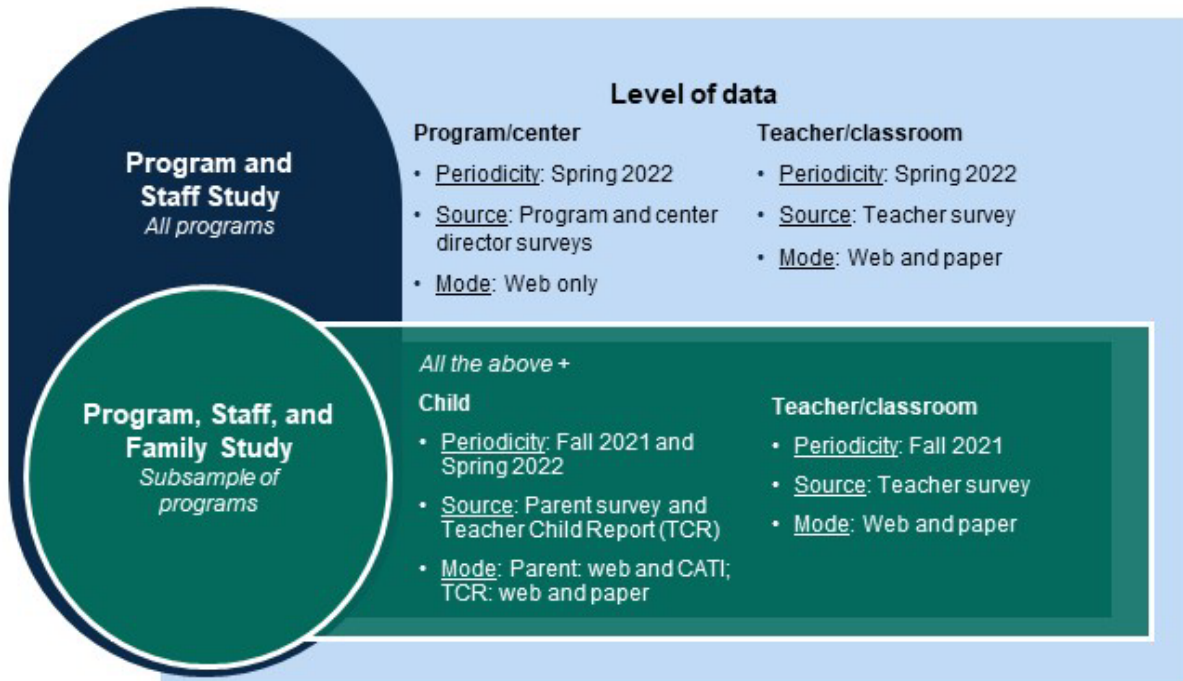 Program and
Staff Study
All programs
Level of data
Program/center
• Periodicity: Spring 2022
• Source: Program and center
director surveys
• Mode: Web only
Teacher/classroom
• Periodicity: Spring 2022
• Source: Teacher survey
• Mode: Web and paper
Program, Staff, and
Family Study
Subsample of
programs
All the above +
Child
• Periodicity: Fall 2021 and
Spring 2022
• Source: Parent survey and
Teacher Child Report (TCR)
• Mode: Parent: web and CATI;
TCR: web and paper
Teacher/classroom
• Periodicity: Fall 2021
• Source: Teacher survey
• Mode: Web and paper